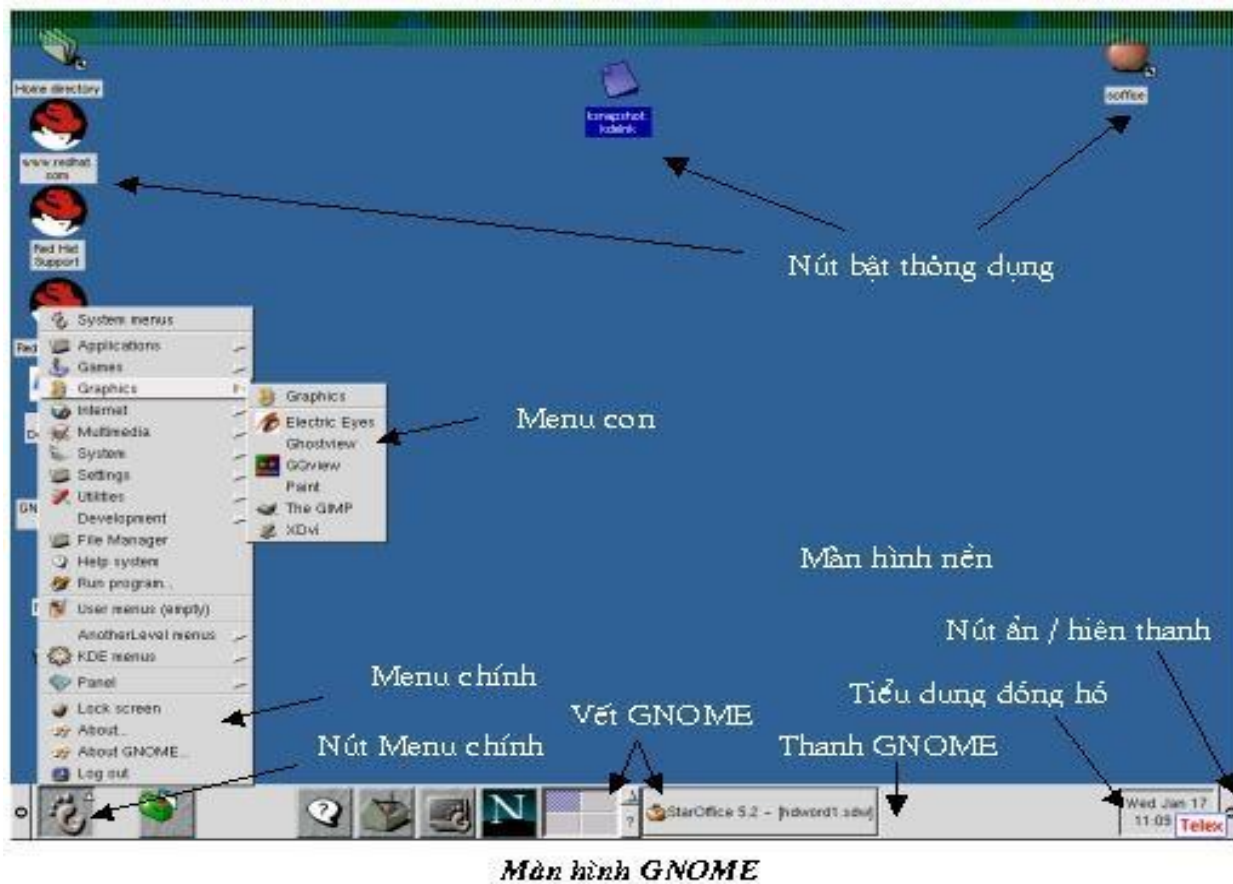 Home directory
ksnapshot.
kdelnk
soffice
www.redhat.
com
Nút bật thông dụng
Red Hat
Support
System menus
Applications
Games
Graphics
Internet
Multimedia
System
Settings
Utilities
Development
File Manager
Help system
Run program...
User menus (empty)
AnotherLevel menus
KDE menus
Panel
Lock screen
About...
About GNOME...
Log out
Graphics
Electric Eyes
Ghostview
GQview
Paint
The GIMP
XDvi
Menu con
Màn hình nền
Nút ẩn / hiên thanh
Menu chính
Tiểu dung đồng hồ
Vết GNOME
Nút Menu chính
Thanh GNOME
StarOffice 5.2 - [hdword1.sdw]
Wed Jan 17
11:09
Telex
Màn hình GNOME